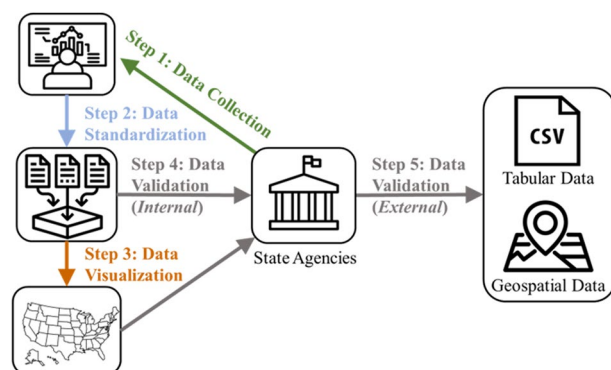 Step 1: Data Collection
Step 2: Data
Standardization
Step 4: Data
Validation
(Internal)
Step 5: Data
Validation
(External)
CSV
Tabular Data
Step 3: Data
Visualization
State Agencies
Geospatial Data